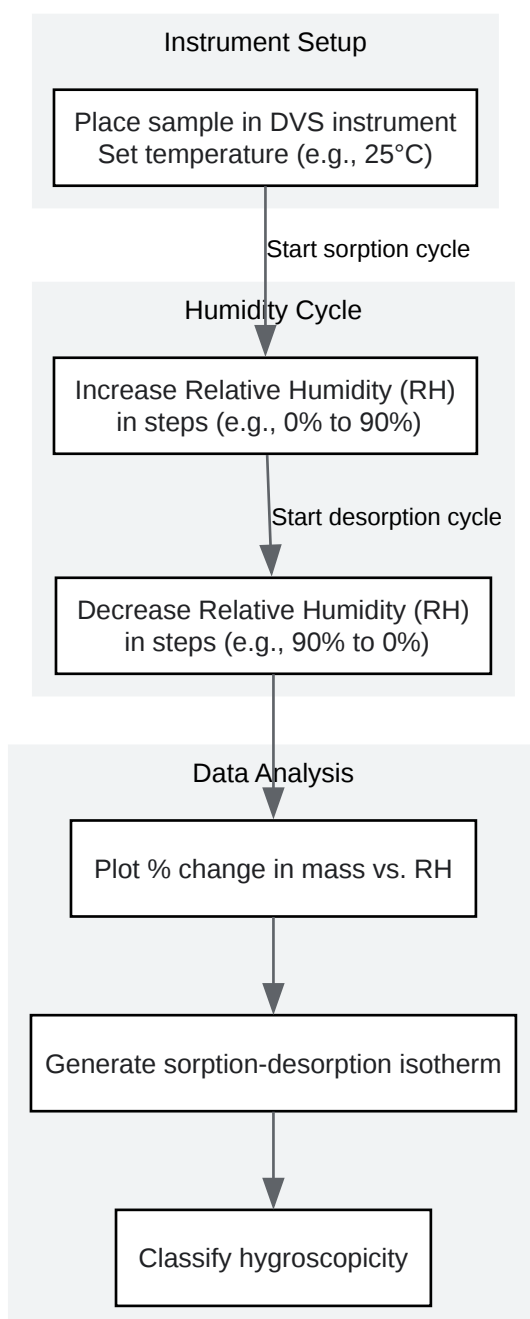 Instrument Setup
Place sample in DVS instrument
Set temperature (e.g., 25°C)
Start sorption cycle
Humidity Cycle
Increase Relative Humidity (RH)
in steps (e.g., 0% to 90%)
Start desorption cycle
Decrease Relative Humidity (RH)
in steps (e.g., 90% to 0%)
Data Analysis
Plot % change in mass vs. RH
Generate sorption-desorption isotherm
Classify hygroscopicity